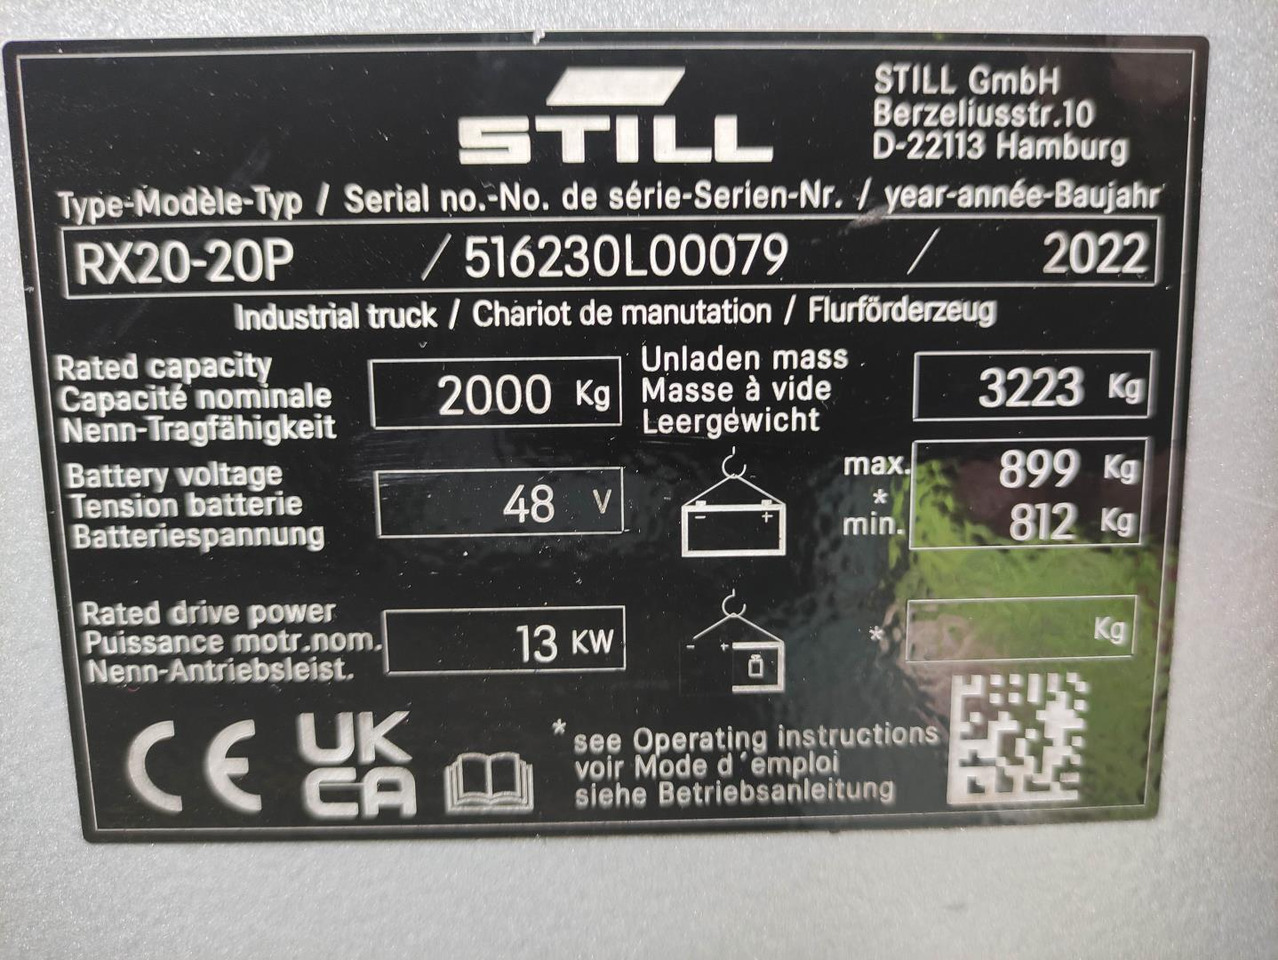 STILL
STILL GmbH
Berzeliusstr.10
D-22113 Hamburg
Type-Modèle-Typ / Serial no.-No. de série-Serien-Nr. / year-année-Baujahr
RX20-20P / 516230L00079 / 2022
Industrial truck / Chariot de manutation / Flurförderzeug
Rated capacity
Capacité nominale
Nenn-Tragfähigkeit
2000 Kg
Unladen mass
Masse à vide
Leergewicht
3223 Kg
Battery voltage
Tension batterie
Batteriespannung
48 V
- +
max. 899 Kg
*
min. 812 Kg
Rated drive power
Puissance motr.nom.
Nenn-Antriebsleist.
13 KW
- +
* Kg
CE UK
CA
* see Operating instructions
voir Mode d´emploi
siehe Betriebsanleitung